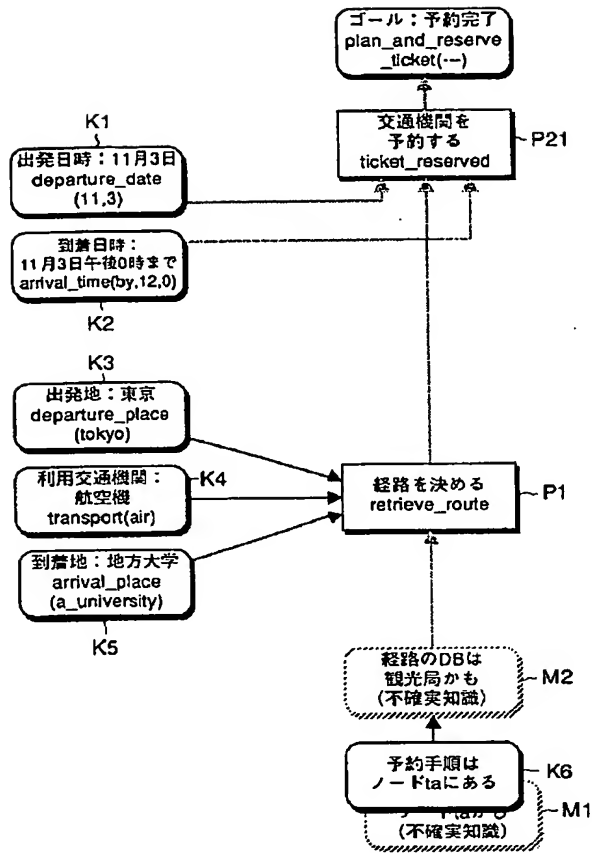 ゴール：予約完了
plan_and_reserve
_ticket(---)
交通機関を
予約する
ticket_reserved
P21
K1
出発日時：11月3日
departure_date
(11,3)
到着日時：
11月3日午後0時まで
arrival_time(by,12,0)
K2
K3
出発地：東京
departure_place
(tokyo)
利用交通機関：
航空機
transport(air)
K4
到着地：地方大学
arrival_place
(a_university)
K5
経路を決める
retrieve_route
P1
経路のDBは
観光局かも
(不確実知識)
M2
予約手順は
ノードtaにある
K6
(不確実知識)
M1